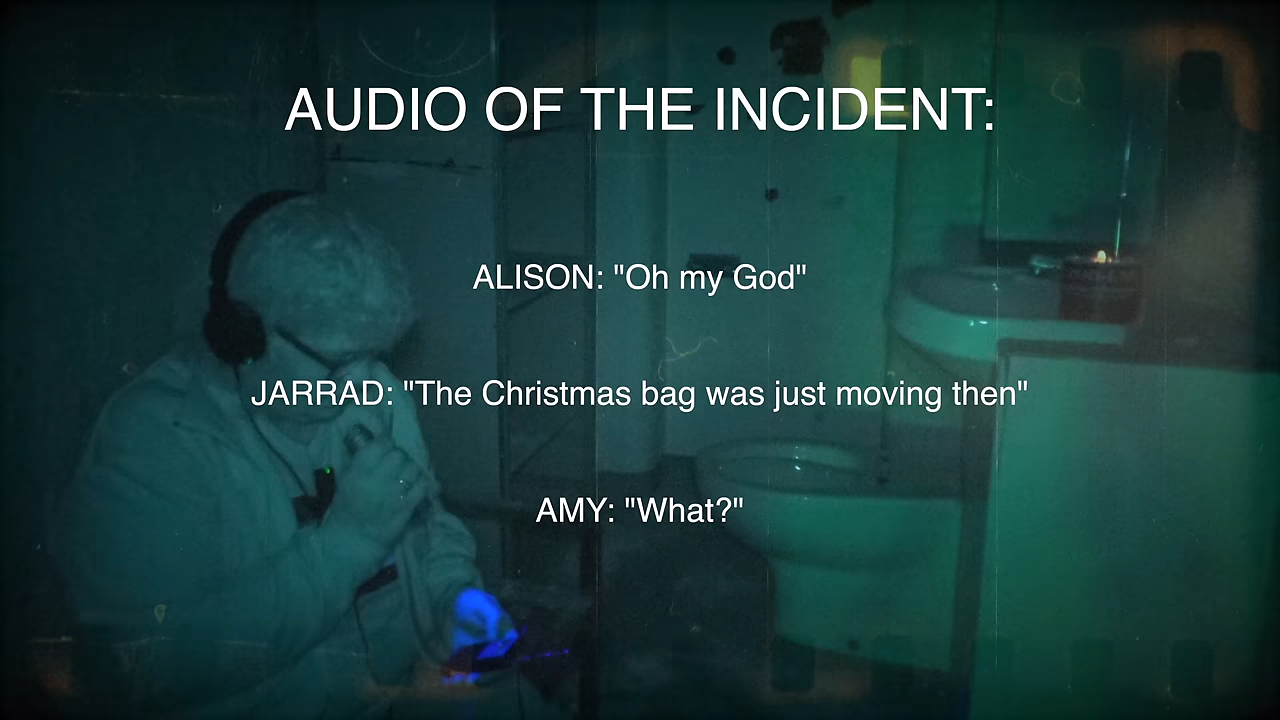 AUDIO OF THE INCIDENT:
ALISON: "Oh my God"
JARRAD: "The Christmas bag was just moving then"
AMY: "What?"